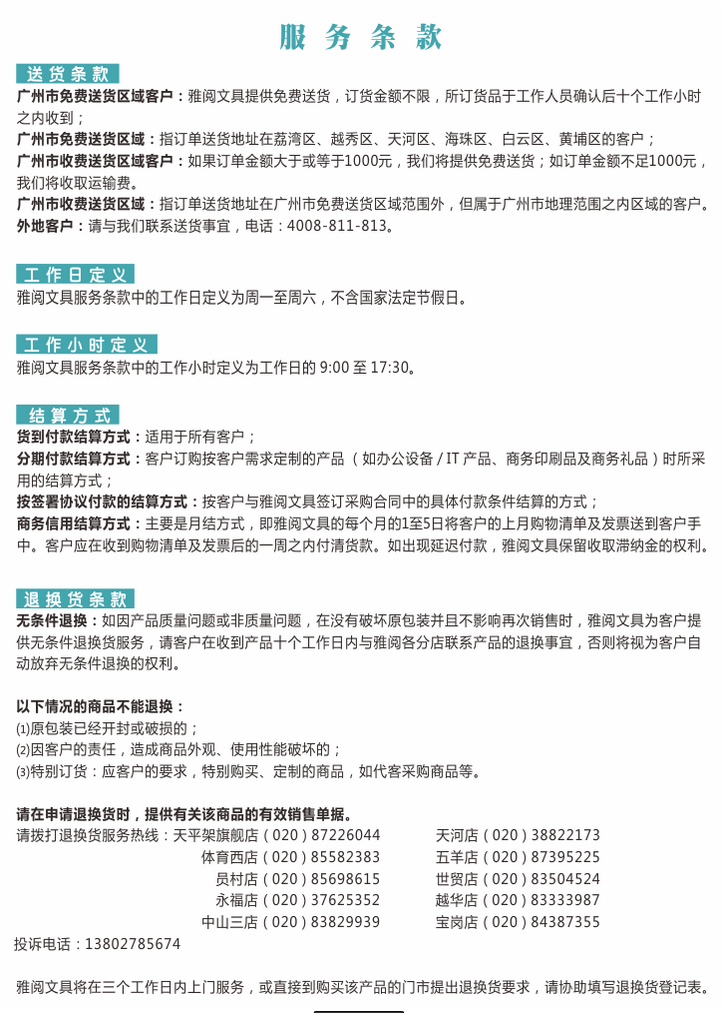 服务条款
送货条款
广州市免费送货区域客户：雅阅文具提供免费送货，订货金额不限，所订货品于工作人员确认后十个工作小时
之内收到；
广州市免费送货区域：指订单送货地址在荔湾区、越秀区、天河区、海珠区、白云区、黄埔区的客户；
广州市收费送货区域客户：如果订单金额大于或等于1000元，我们将提供免费送货；如订单金额不足1000元，
我们将收取运输费。
广州市收费送货区域：指订单送货地址在广州市免费送货区域范围外，但属于广州市地理范围之内区域的客户。
外地客户：请与我们联系送货事宜，电话：4008-811-813。
工作日定义
雅阅文具服务条款中的工作日定义为周一至周六，不含国家法定节假日。
工作小时定义
雅阅文具服务条款中的工作小时定义为工作日的 9:00 至 17:30。
结算方式
货到付款结算方式：适用于所有客户；
分期付款结算方式：客户订购按客户需求定制的产品（如办公设备 / IT 产品、商务印刷品及商务礼品）时所采
用的结算方式；
按签署协议付款的结算方式：按客户与雅阅文具签订采购合同中的具体付款条件结算的方式；
商务信用结算方式：主要是月结方式，即雅阅文具的每个月的1至5日将客户的上月购物清单及发票送到客户手
中。客户应在收到购物清单及发票后的一周之内付清货款。如出现延迟付款，雅阅文具保留收取滞纳金的权利。
退换货条款
无条件退换：如因产品质量问题或非质量问题，在没有破坏原包装并且不影响再次销售时，雅阅文具为客户提
供无条件退换货服务，请客户在收到产品十个工作日内与雅阅各分店联系产品的退换事宜，否则将视为客户自
动放弃无条件退换的权利。
以下情况的商品不能退换：
⑴原包装已经开封或破损的；
⑵因客户的责任，造成商品外观、使用性能破坏的；
⑶特别订货：应客户的要求，特别购买、定制的商品，如代客采购商品等。
请在申请退换货时，提供有关该商品的有效销售单据。
请拨打退换货服务热线：天平架旗舰店 ( 020 ) 87226044 天河店 ( 020 ) 38822173
体育西店 ( 020 ) 85582383 五羊店 ( 020 ) 87395225
员村店 ( 020 ) 85698615 世贸店 ( 020 ) 83504524
永福店 ( 020 ) 37625352 越华店 ( 020 ) 83333987
中山三店 ( 020 ) 83829939 宝岗店 ( 020 ) 84387355
投诉电话：13802785674
雅阅文具将在三个工作日内上门服务，或直接到购买该产品的门市提出退换货要求，请协助填写退换货登记表。